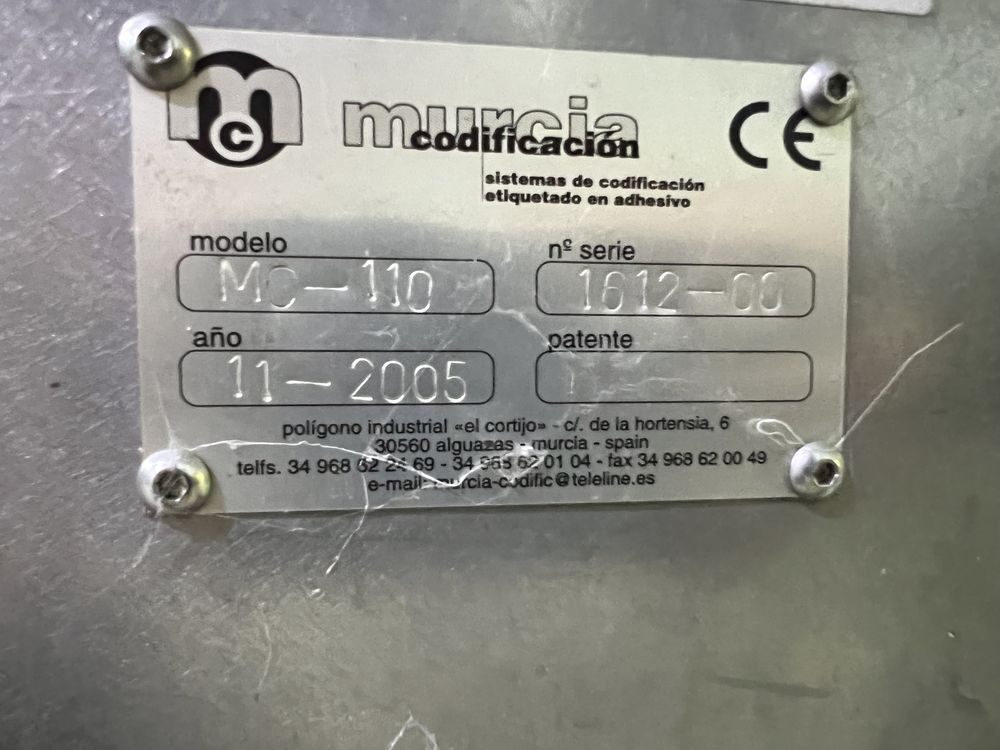 mc
murcia
codificación
sistemas de codificación
etiquetado en adhesivo
CE
modelo
MC-110
nº serie
1612-00
año
11-2005
patente
polígono industrial «el cortijo» - c/. de la hortensia, 6
30560 alguazas - murcia - spain
telfs. 34 968 62 24 69 - 34 968 62 01 04 - fax 34 968 62 00 49
e-mail: murcia-codific@teleline.es